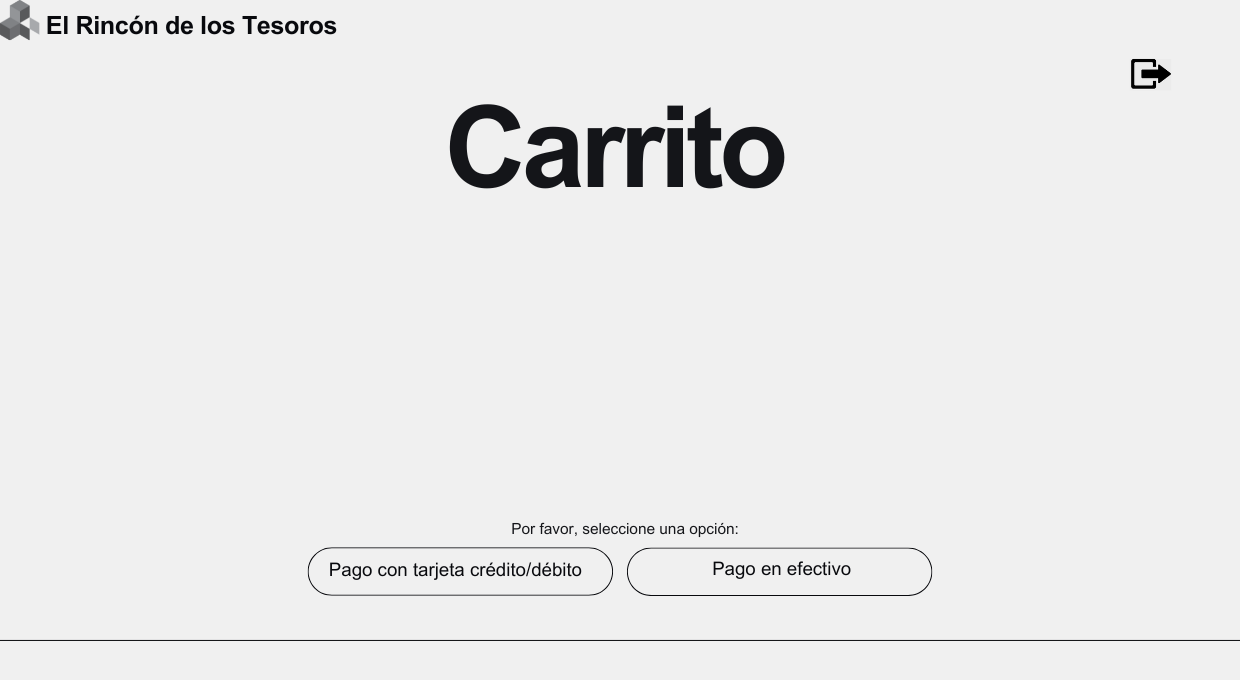 El Rincón de los Tesoros
Carrito
Por favor, seleccione una opción:
Pago con tarjeta crédito/débito
Pago en efectivo